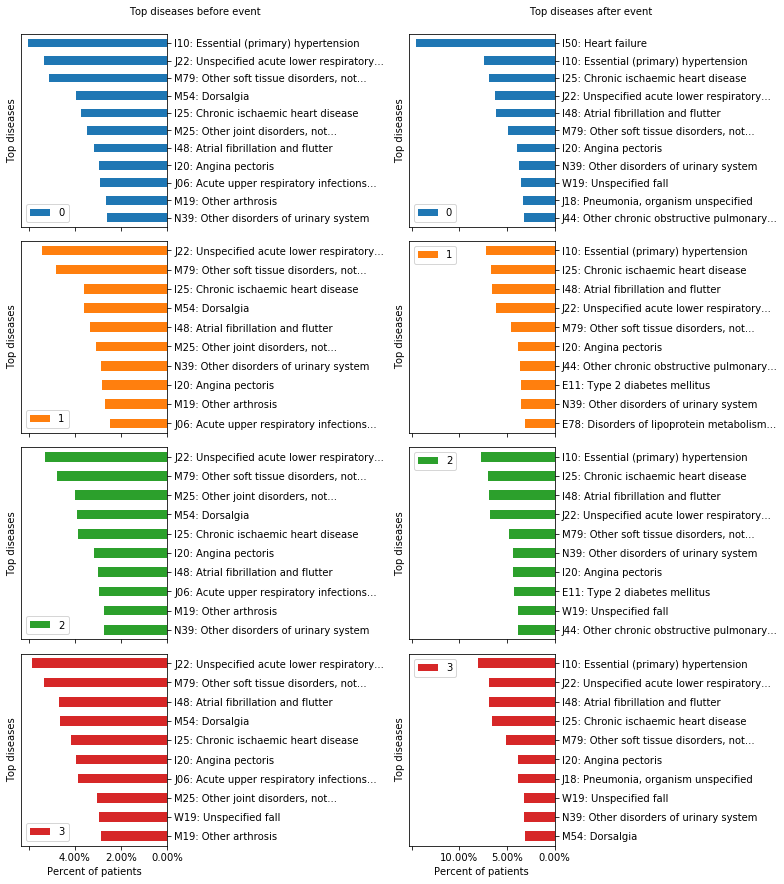 Top diseases before event
Top diseases
I10: Essential (primary) hypertension
J22: Unspecified acute lower respiratory...
M79: Other soft tissue disorders, not...
M54: Dorsalgia
I25: Chronic ischaemic heart disease
M25: Other joint disorders, not...
I48: Atrial fibrillation and flutter
I20: Angina pectoris
J06: Acute upper respiratory infections...
M19: Other arthrosis
N39: Other disorders of urinary system
0
Top diseases after event
Top diseases
I50: Heart failure
I10: Essential (primary) hypertension
I25: Chronic ischaemic heart disease
J22: Unspecified acute lower respiratory...
I48: Atrial fibrillation and flutter
M79: Other soft tissue disorders, not...
I20: Angina pectoris
N39: Other disorders of urinary system
W19: Unspecified fall
J18: Pneumonia, organism unspecified
J44: Other chronic obstructive pulmonary...
0
Top diseases
J22: Unspecified acute lower respiratory...
M79: Other soft tissue disorders, not...
I25: Chronic ischaemic heart disease
M54: Dorsalgia
I48: Atrial fibrillation and flutter
M25: Other joint disorders, not...
N39: Other disorders of urinary system
I20: Angina pectoris
M19: Other arthrosis
J06: Acute upper respiratory infections...
1
Top diseases
1
I10: Essential (primary) hypertension
I25: Chronic ischaemic heart disease
I48: Atrial fibrillation and flutter
J22: Unspecified acute lower respiratory...
M79: Other soft tissue disorders, not...
I20: Angina pectoris
J44: Other chronic obstructive pulmonary...
E11: Type 2 diabetes mellitus
N39: Other disorders of urinary system
E78: Disorders of lipoprotein metabolism...
Top diseases
J22: Unspecified acute lower respiratory...
M79: Other soft tissue disorders, not...
M25: Other joint disorders, not...
M54: Dorsalgia
I25: Chronic ischaemic heart disease
I20: Angina pectoris
I48: Atrial fibrillation and flutter
J06: Acute upper respiratory infections...
M19: Other arthrosis
N39: Other disorders of urinary system
2
Top diseases
2
I10: Essential (primary) hypertension
I25: Chronic ischaemic heart disease
I48: Atrial fibrillation and flutter
J22: Unspecified acute lower respiratory...
M79: Other soft tissue disorders, not...
N39: Other disorders of urinary system
I20: Angina pectoris
E11: Type 2 diabetes mellitus
W19: Unspecified fall
J44: Other chronic obstructive pulmonary...
Top diseases
J22: Unspecified acute lower respiratory...
M79: Other soft tissue disorders, not...
I48: Atrial fibrillation and flutter
M54: Dorsalgia
I25: Chronic ischaemic heart disease
I20: Angina pectoris
J06: Acute upper respiratory infections...
M25: Other joint disorders, not...
W19: Unspecified fall
M19: Other arthrosis
3
4.00% 2.00% 0.00%
Percent of patients
Top diseases
3
I10: Essential (primary) hypertension
J22: Unspecified acute lower respiratory...
I48: Atrial fibrillation and flutter
I25: Chronic ischaemic heart disease
M79: Other soft tissue disorders, not...
I20: Angina pectoris
J18: Pneumonia, organism unspecified
W19: Unspecified fall
N39: Other disorders of urinary system
M54: Dorsalgia
10.00% 5.00% 0.00%
Percent of patients